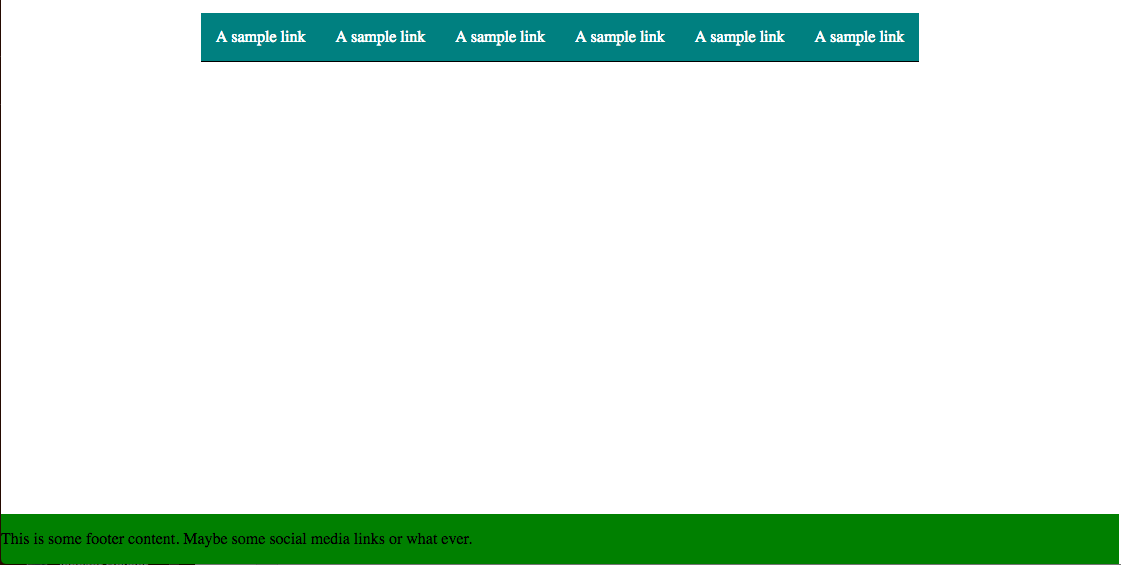 A sample link A sample link A sample link A sample link A sample link A sample link
This is some footer content. Maybe some social media links or what ever.